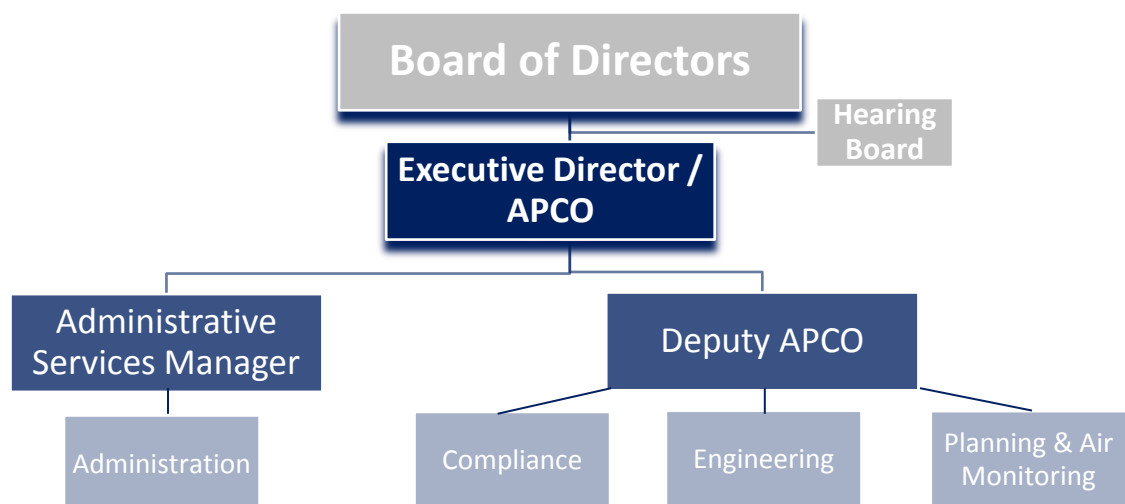 Board of Directors
Hearing
Board
Executive Director /
APCO
Administrative
Services Manager
Deputy APCO
Administration
Compliance
Engineering
Planning & Air
Monitoring